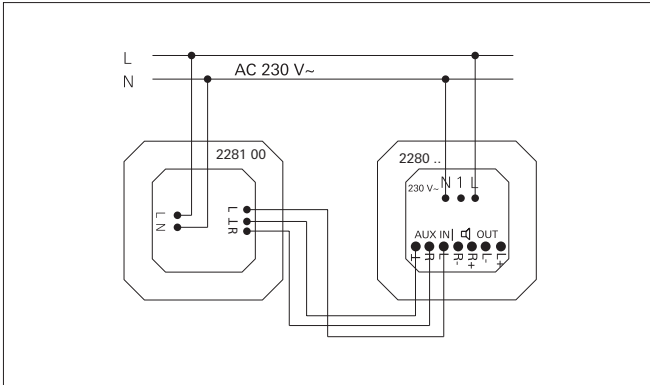 L
N
AC 230 V~
2281 00
2280 ..
230 V~ N 1 L
L N
L ⊥ R
AUX IN OUT
⊥ R L R- R+ L- L+